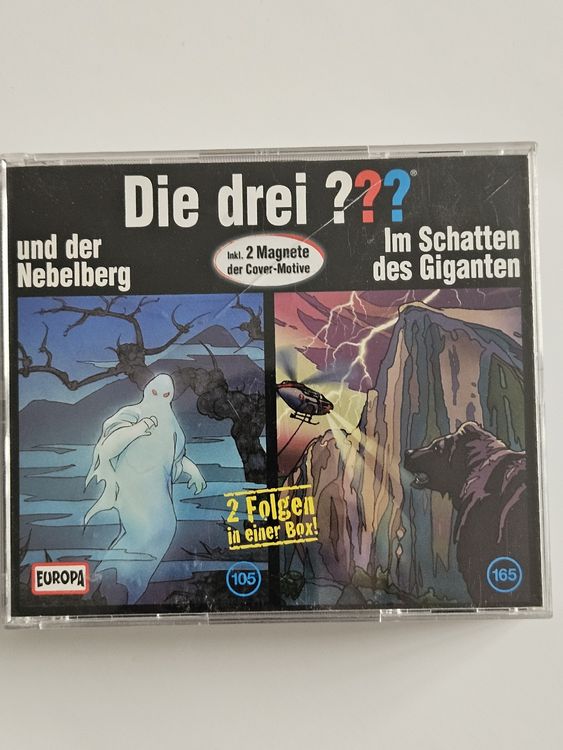 Die drei ???®
und der
Nebelberg
Inkl. 2 Magnete
der Cover-Motive
Im Schatten
des Giganten
2 Folgen
in einer Box!
EUROPA
105
165